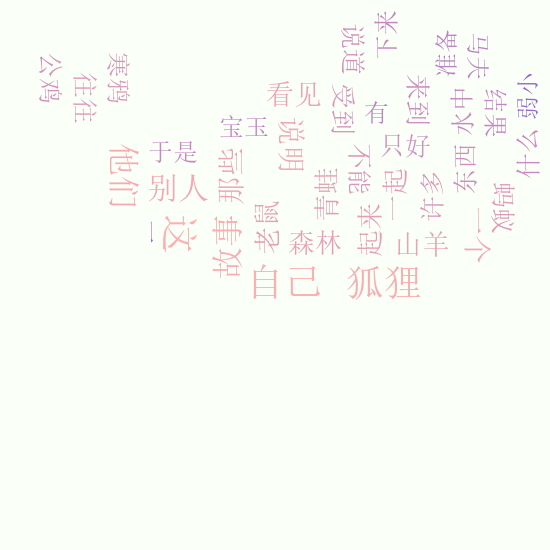 下来
说道
准备
马夫
公鸡
往往
寒鸦
看见
受到
有
来到
水中
结果
弱小
宝玉
说明
不能
只好
东西
什么
于是
他们
别人
那些
青蛙
一起
许多
蚂蚁
一
这
故事
老鼠
森林
起来
山羊
一个
自己
狐狸